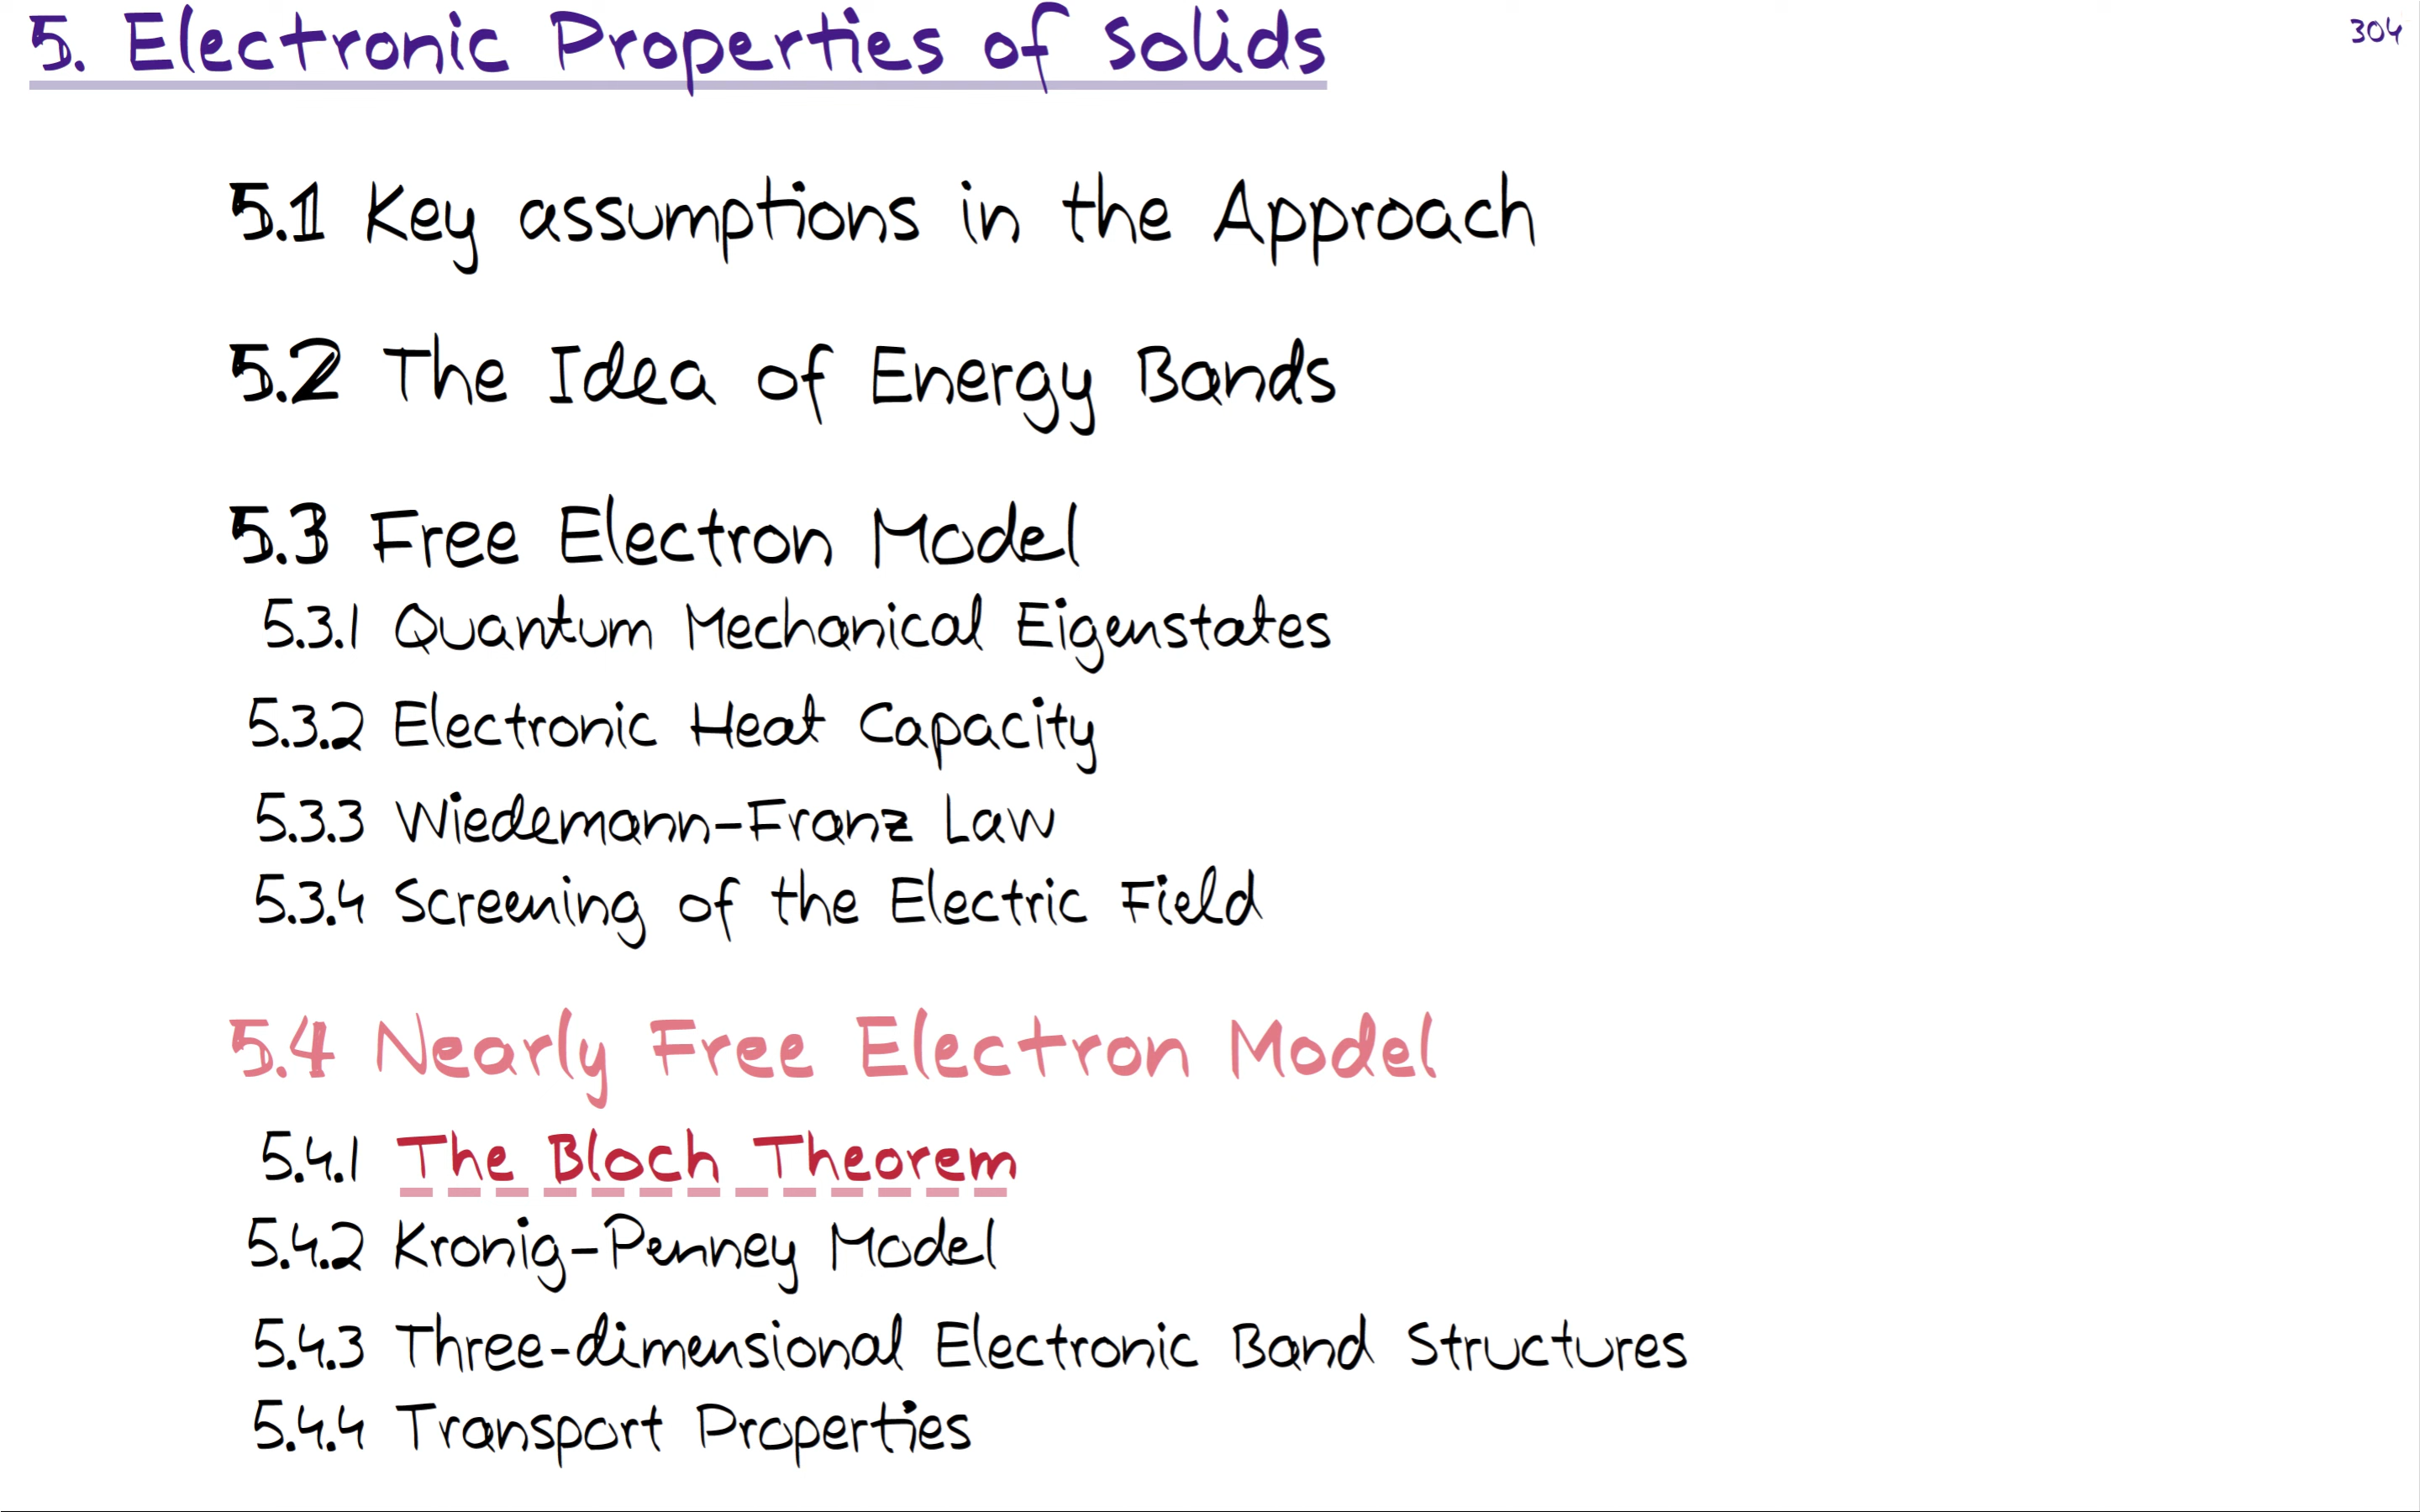 5. Electronic Properties of Solids
304
5.1 Key assumptions in the Approach
5.2 The Idea of Energy Bands
5.3 Free Electron Model
5.3.1 Quantum Mechanical Eigenstates
5.3.2 Electronic Heat Capacity
5.3.3 Wiedemann-Franz Law
5.3.4 Screening of the Electric Field
5.4 Nearly Free Electron Model
5.4.1 The Bloch Theorem
5.4.2 Kronig-Penney Model
5.4.3 Three-dimensional Electronic Band Structures
5.4.4 Transport Properties